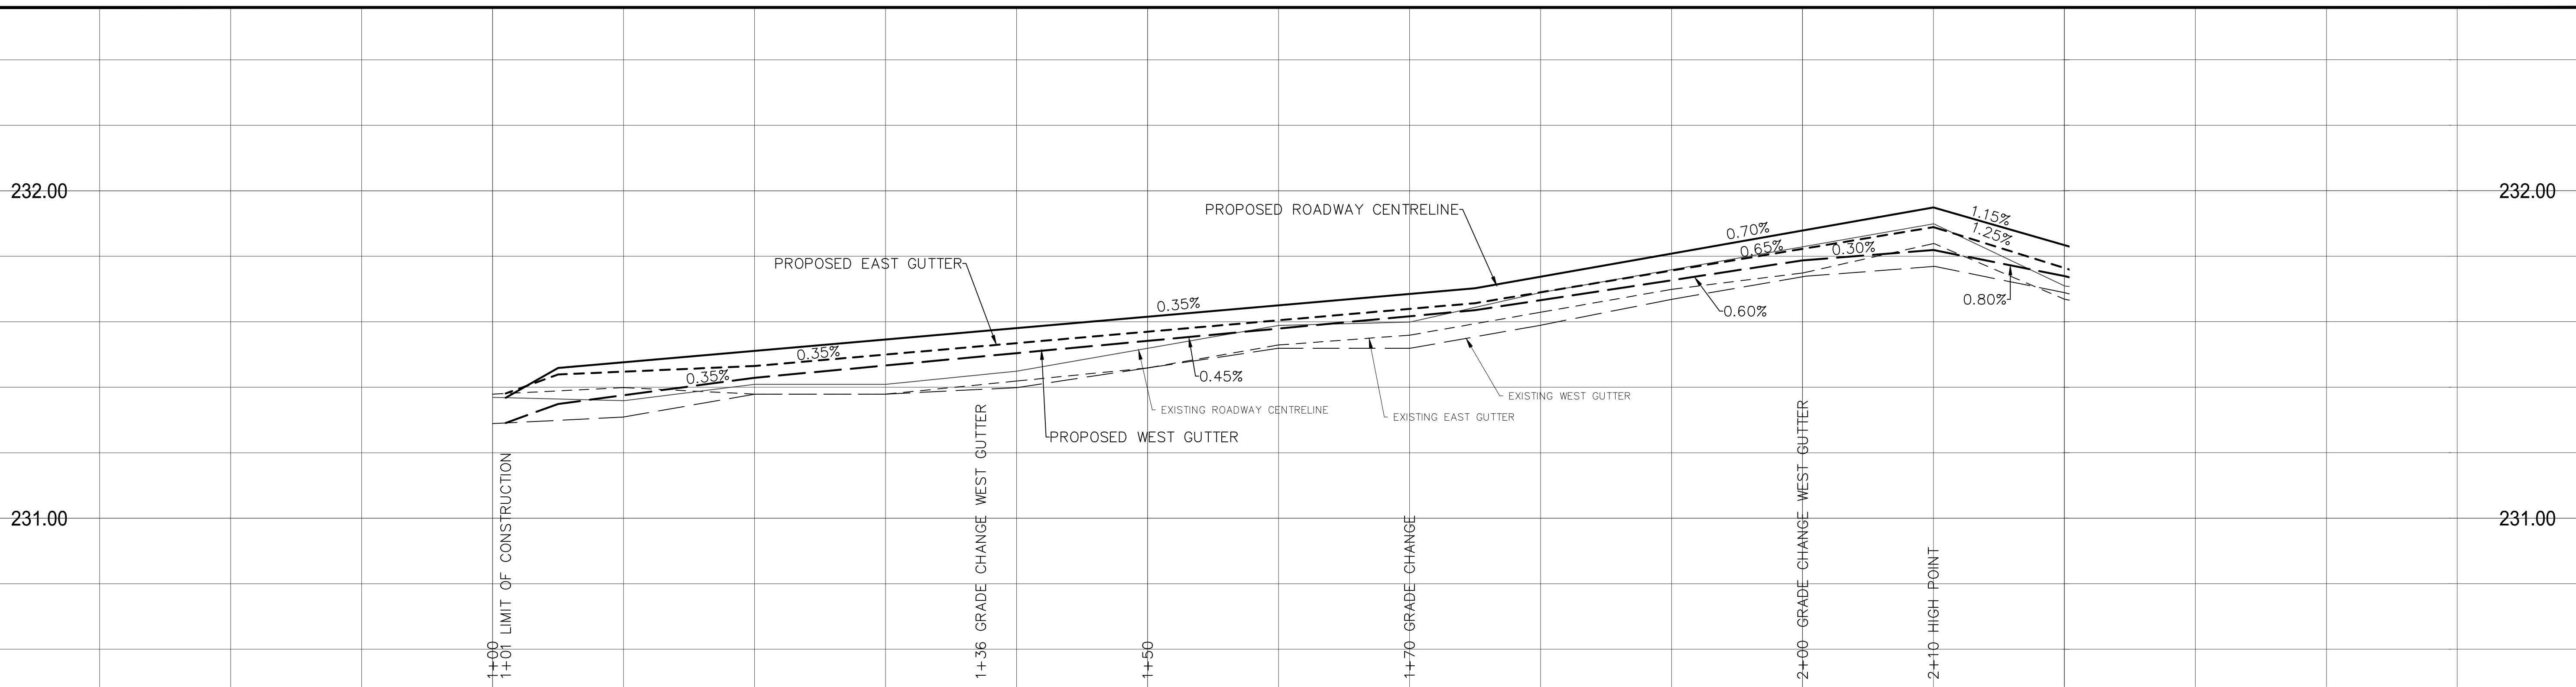 232.00
232.00
PROPOSED ROADWAY CENTRELINE
1.15%
1.25%
0.70%
0.65%
0.30%
PROPOSED EAST GUTTER
0.35%
0.80%
0.60%
0.35%
0.35%
0.45%
EXISTING WEST GUTTER
EXISTING ROADWAY CENTRELINE
EXISTING EAST GUTTER
PROPOSED WEST GUTTER
231.00
231.00
1+00
1+01 LIMIT OF CONSTRUCTION
1+36 GRADE CHANGE WEST GUTTER
1+50
1+70 GRADE CHANGE
2+00 GRADE CHANGE WEST GUTTER
2+10 HIGH POINT